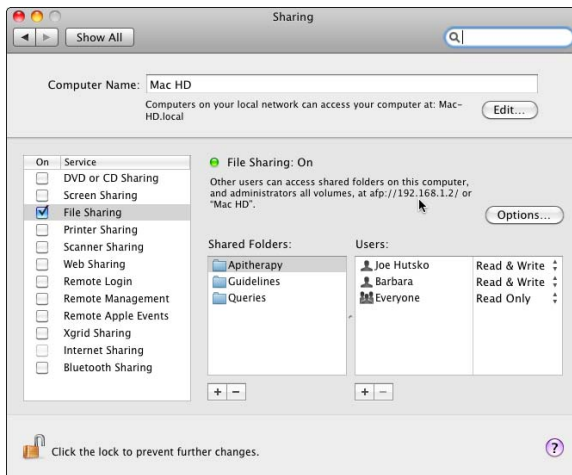 Sharing
Show All
Computer Name: Mac HD
Computers on your local network can access your computer at: Mac-
HD.local
Edit...
On Service
DVD or CD Sharing
Screen Sharing
File Sharing
Printer Sharing
Scanner Sharing
Web Sharing
Remote Login
Remote Management
Remote Apple Events
Xgrid Sharing
Internet Sharing
Bluetooth Sharing
File Sharing: On
Other users can access shared folders on this computer,
and administrators all volumes, at afp://192.168.1.2/ or
"Mac HD".
Options...
Shared Folders:
Apitherapy
Guidelines
Queries
+ −
Users:
Joe Hutsko Read & Write
Barbara Read & Write
Everyone Read Only
+ −
Click the lock to prevent further changes.
?